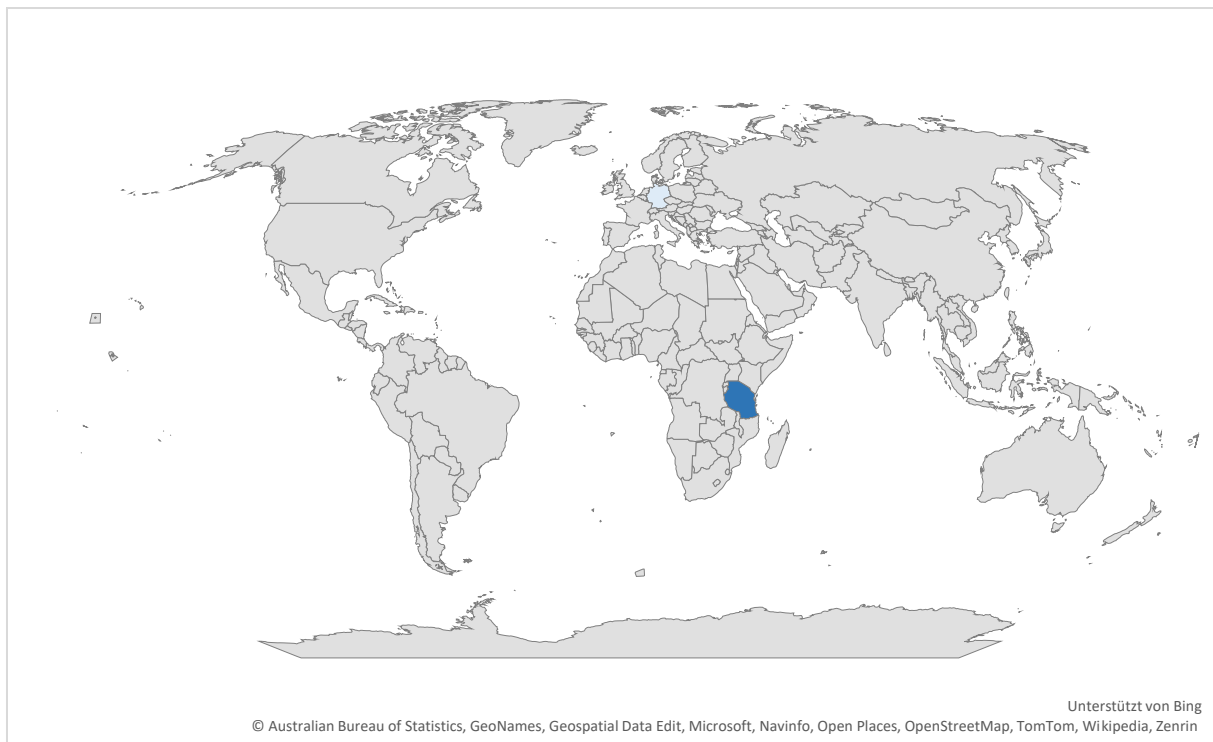 Unterstützt von Bing
© Australian Bureau of Statistics, GeoNames, Geospatial Data Edit, Microsoft, Navinfo, Open Places, OpenStreetMap, TomTom, Wikipedia, Zenrin